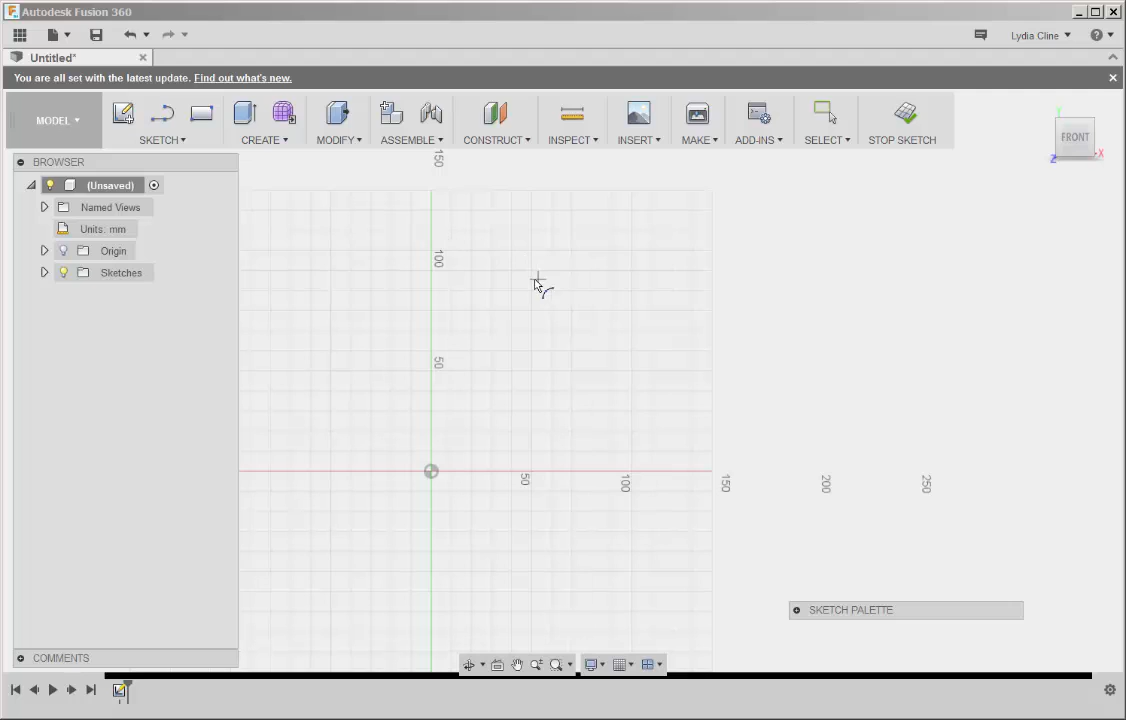 Autodesk Fusion 360
Lydia Cline
Untitled*
You are all set with the latest update. Find out what's new.
MODEL
SKETCH
CREATE
MODIFY
ASSEMBLE
CONSTRUCT
INSPECT
INSERT
MAKE
ADD-INS
SELECT
STOP SKETCH
FRONT
Y
X
Z
BROWSER
(Unsaved)
Named Views
Units: mm
Origin
Sketches
150
100
50
50
100
150
200
250
SKETCH PALETTE
COMMENTS